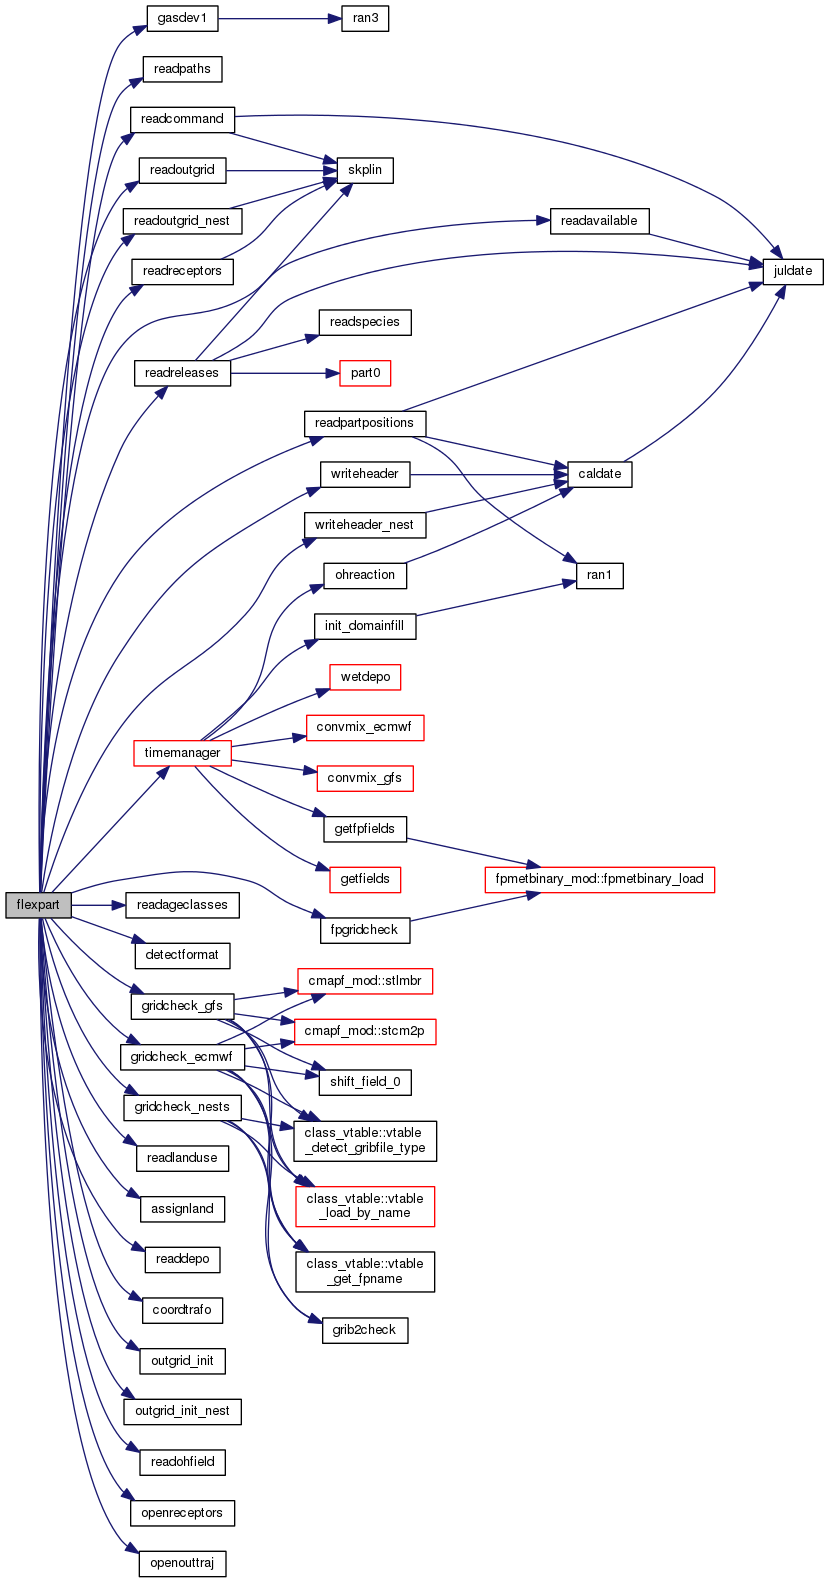 gasdev1
ran3
readpaths
readcommand
readoutgrid
skplin
readoutgrid_nest
readavailable
readreceptors
juldate
readspecies
readreleases
part0
readpartpositions
writeheader
caldate
writeheader_nest
ohreaction
ran1
init_domainfill
wetdepo
convmix_ecmwf
timemanager
convmix_gfs
getfpfields
getfields
fpmetbinary_mod::fpmetbinary_load
flexpart
readageclasses
fpgridcheck
detectformat
cmapf_mod::stlmbr
gridcheck_gfs
cmapf_mod::stcm2p
gridcheck_ecmwf
shift_field_0
gridcheck_nests
class_vtable::vtable
_detect_gribfile_type
readlanduse
class_vtable::vtable
_load_by_name
assignland
readdepo
class_vtable::vtable
_get_fpname
coordtrafo
grib2check
outgrid_init
outgrid_init_nest
readohfield
openreceptors
openouttraj